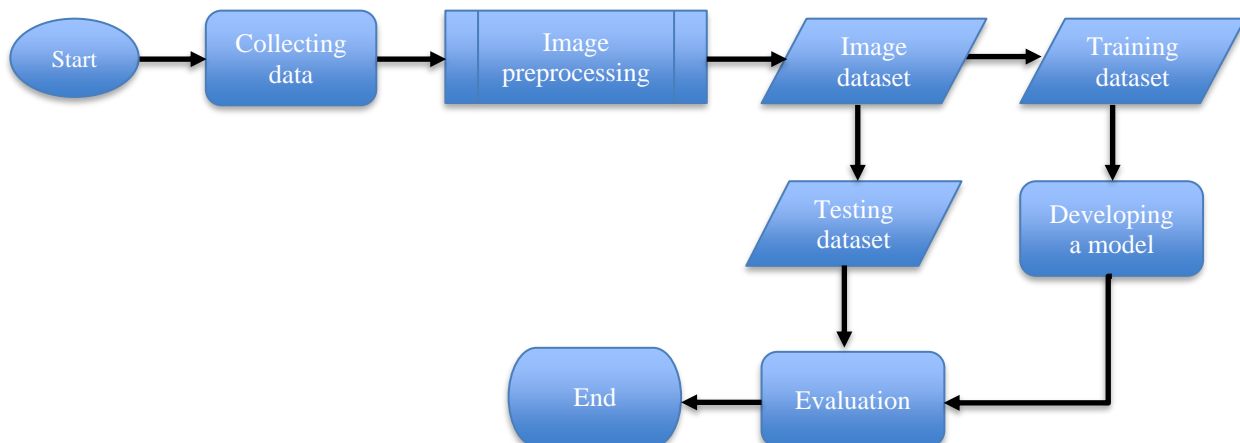 Start
Collecting
data
Image
preprocessing
Image
dataset
Training
dataset
Testing
dataset
Developing
a model
End
Evaluation